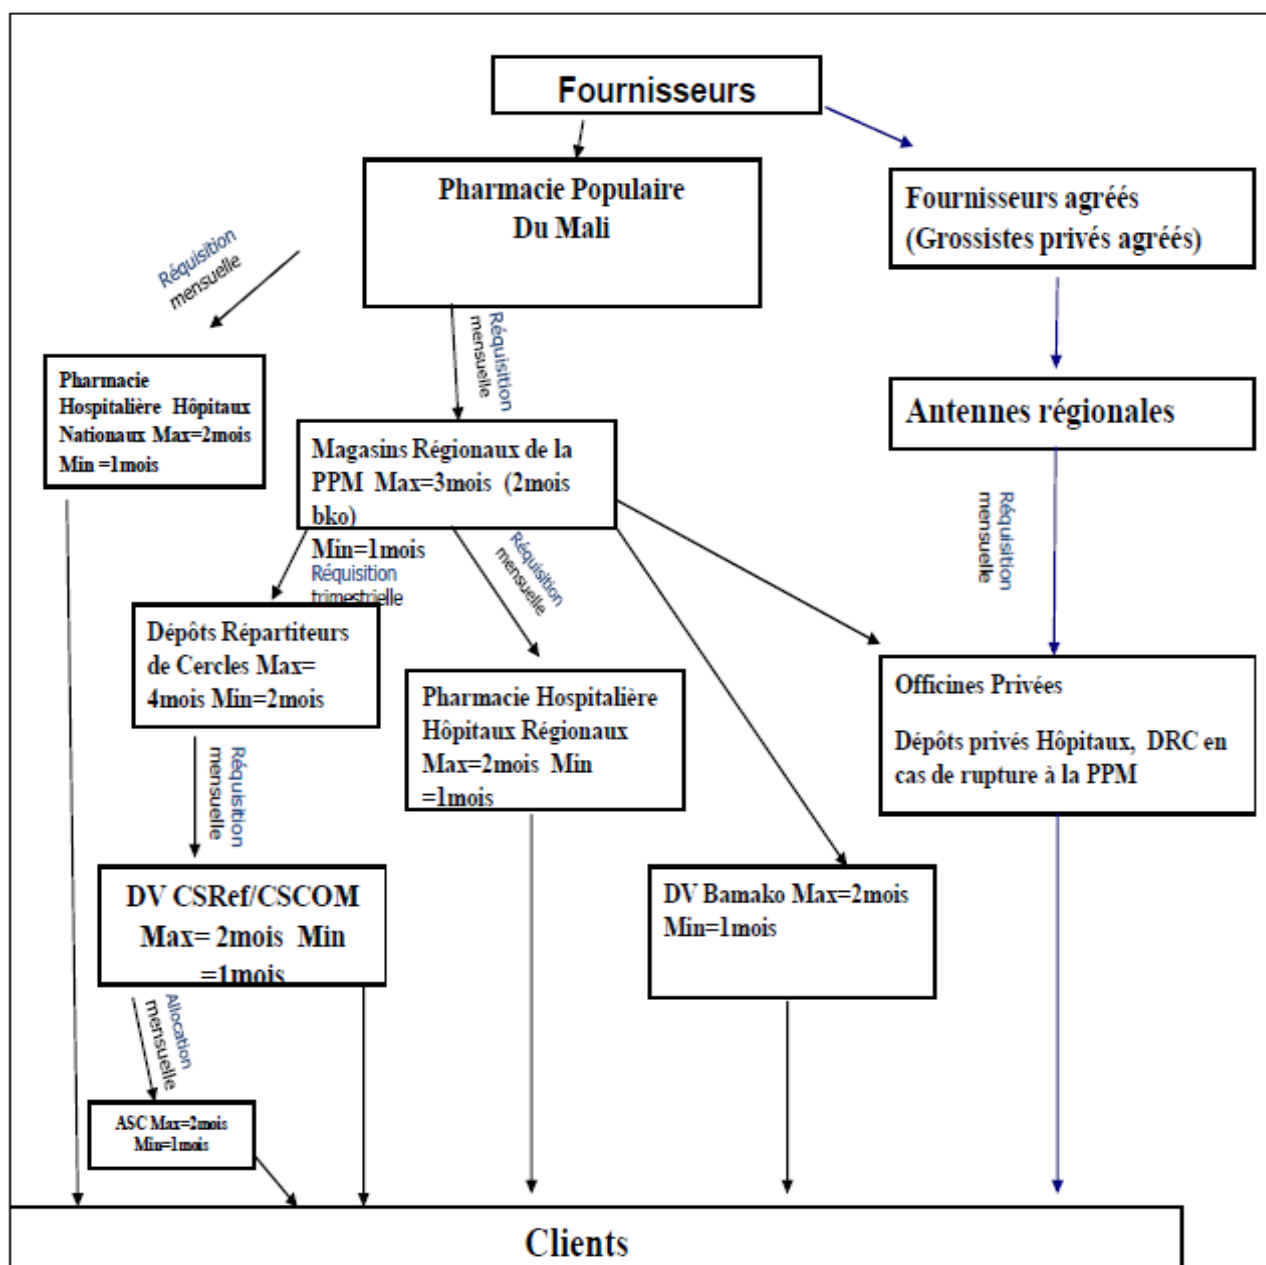 Fournisseurs
Pharmacie Populaire
Du Mali
Fournisseurs agréés
(Grossistes privés agréés)
Réquisition
mensuelle
Réquisition
mensuelle
Pharmacie
Hospitalière Hôpitaux
Nationaux Max=2mois
Min =1mois
Antennes régionales
Magasins Régionaux de la
PPM Max=3mois (2mois
bko)
Min=1mois
Réquisition
trimestrielle
Réquisition
mensuelle
Réquisition
mensuelle
Dépôts Répartiteurs
de Cercles Max=
4mois Min=2mois
Pharmacie Hospitalière
Hôpitaux Régionaux
Max=2mois Min
=1mois
Officines Privées
Dépôts privés Hôpitaux, DRC en
cas de rupture à la PPM
Réquisition
mensuelle
DV CSRef/CSCOM
Max= 2mois Min
=1mois
DV Bamako Max=2mois
Min=1mois
Allocation
mensuelle
ASC Max=2mois
Min=1mois
Clients